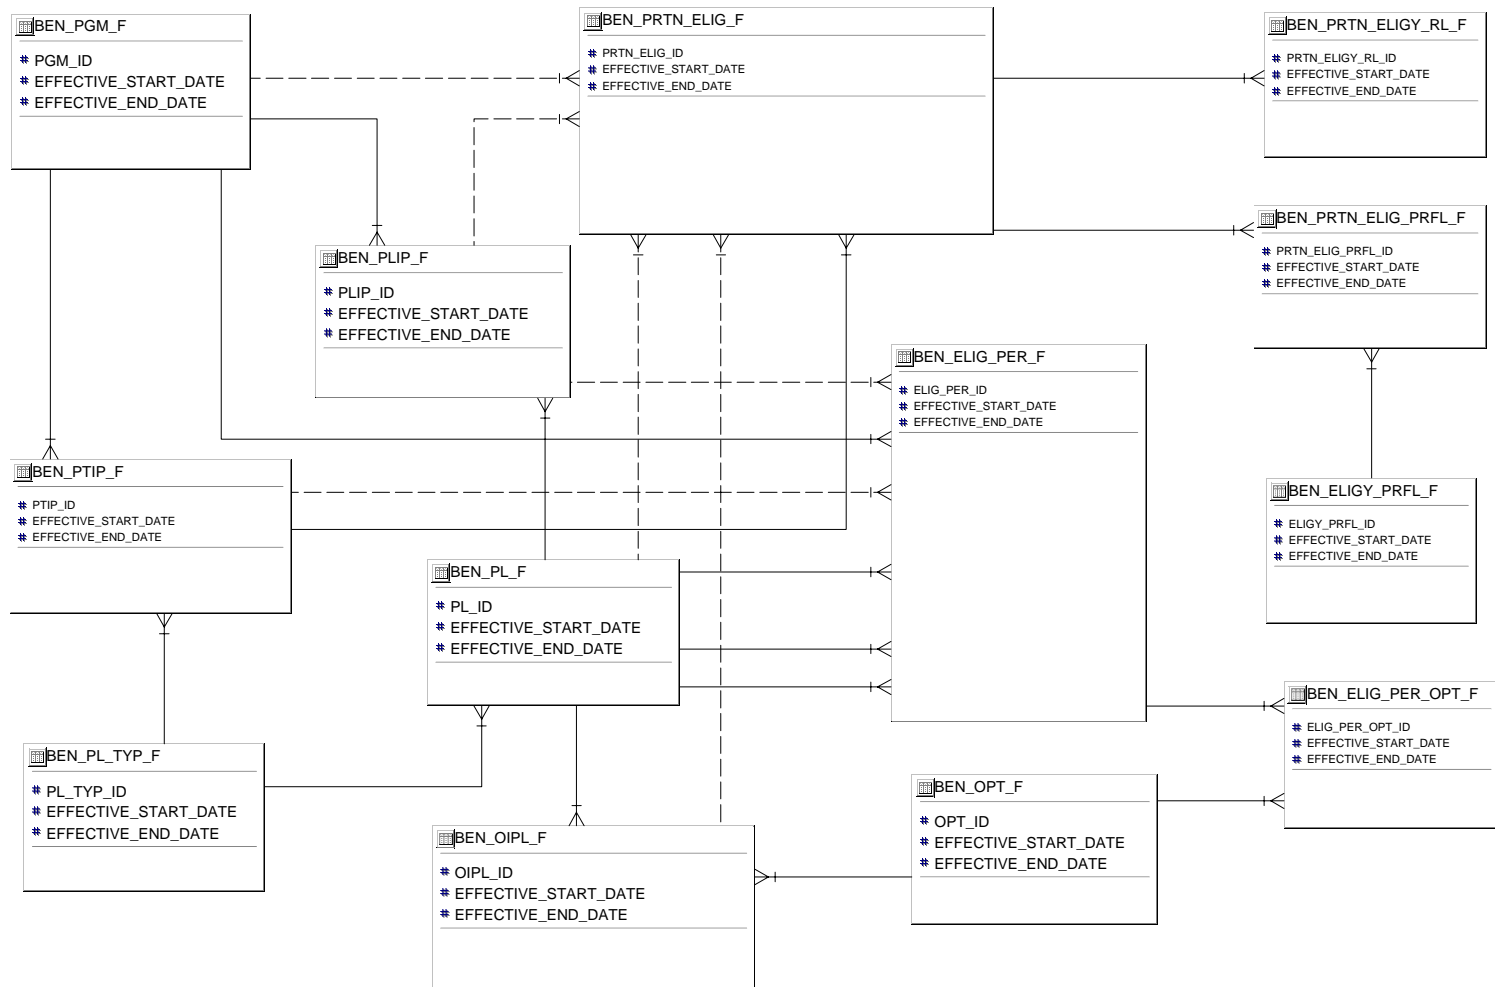 BEN_PGM_F
# PGM_ID
# EFFECTIVE_START_DATE
# EFFECTIVE_END_DATE
BEN_PRTN_ELIG_F
# PRTN_ELIG_ID
# EFFECTIVE_START_DATE
# EFFECTIVE_END_DATE
BEN_PRTN_ELIGY_RL_F
# PRTN_ELIGY_RL_ID
# EFFECTIVE_START_DATE
# EFFECTIVE_END_DATE
BEN_PRTN_ELIG_PRFL_F
# PRTN_ELIG_PRFL_ID
# EFFECTIVE_START_DATE
# EFFECTIVE_END_DATE
BEN_PLIP_F
# PLIP_ID
# EFFECTIVE_START_DATE
# EFFECTIVE_END_DATE
BEN_ELIG_PER_F
# ELIG_PER_ID
# EFFECTIVE_START_DATE
# EFFECTIVE_END_DATE
BEN_PTIP_F
# PTIP_ID
# EFFECTIVE_START_DATE
# EFFECTIVE_END_DATE
BEN_ELIGY_PRFL_F
# ELIGY_PRFL_ID
# EFFECTIVE_START_DATE
# EFFECTIVE_END_DATE
BEN_PL_F
# PL_ID
# EFFECTIVE_START_DATE
# EFFECTIVE_END_DATE
BEN_ELIG_PER_OPT_F
# ELIG_PER_OPT_ID
# EFFECTIVE_START_DATE
# EFFECTIVE_END_DATE
BEN_PL_TYP_F
# PL_TYP_ID
# EFFECTIVE_START_DATE
# EFFECTIVE_END_DATE
BEN_OPT_F
# OPT_ID
# EFFECTIVE_START_DATE
# EFFECTIVE_END_DATE
BEN_OIPL_F
# OIPL_ID
# EFFECTIVE_START_DATE
# EFFECTIVE_END_DATE